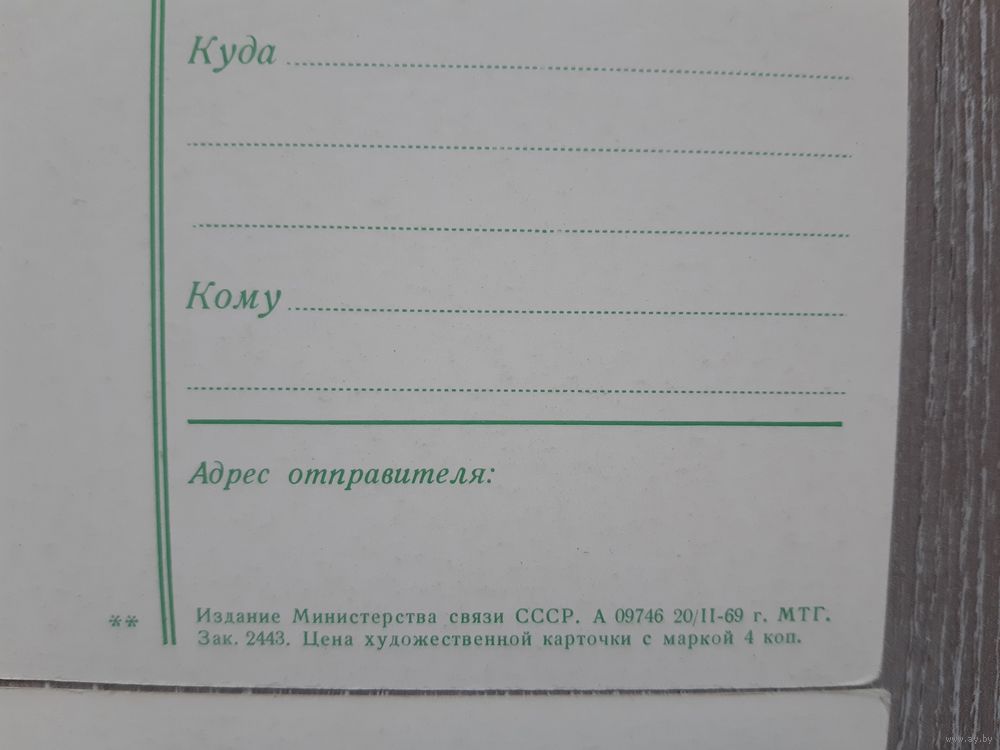 Куда
Кому
Адрес отправителя:
** Издание Министерства связи СССР. А 09746 20/II-69 г. МТГ.
Зак. 2443. Цена художественной карточки с маркой 4 коп.
www.ay.by